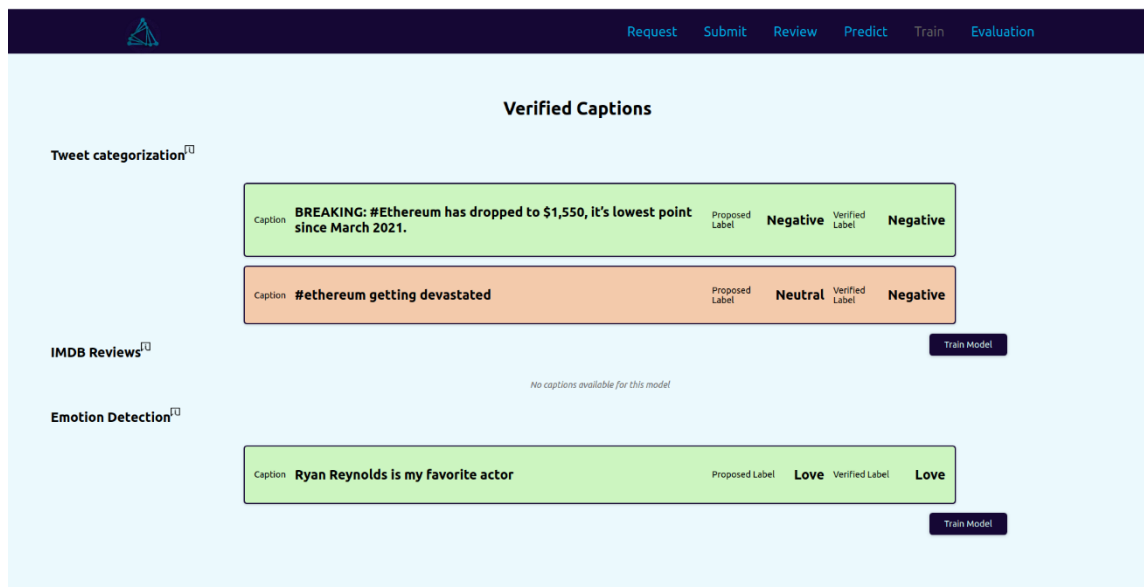 Request Submit Review Predict Train Evaluation
Verified Captions
Tweet categorization
Caption BREAKING: #Ethereum has dropped to $1,550, it's lowest point since March 2021. Proposed Label Negative Verified Label Negative
Caption #ethereum getting devastated Proposed Label Neutral Verified Label Negative
Train Model
IMDB Reviews
No captions available for this model
Emotion Detection
Caption Ryan Reynolds is my favorite actor Proposed Label Love Verified Label Love
Train Model